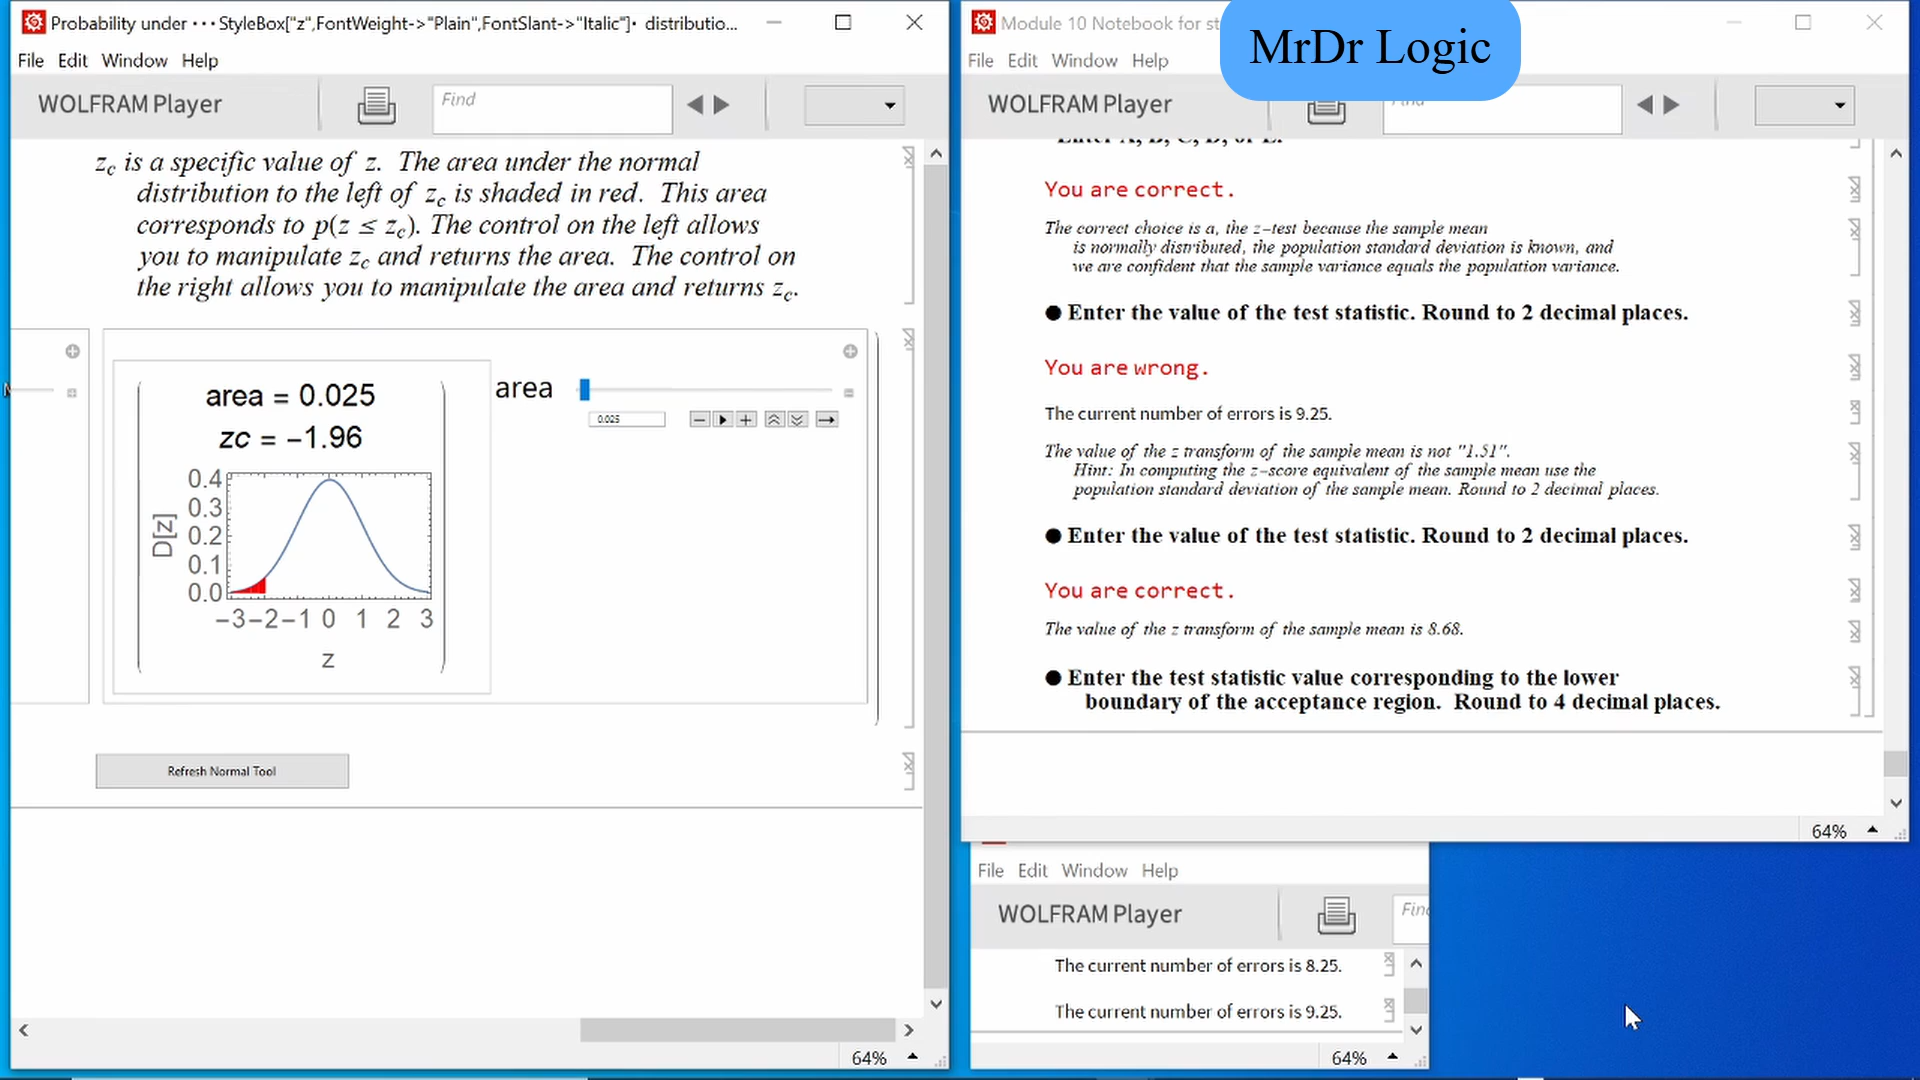 Probability under ··· StyleBox["z",FontWeight->"Plain",FontSlant->"Italic"]· distributio...
File Edit Window Help
WOLFRAM Player
Find
zc is a specific value of z. The area under the normal
distribution to the left of zc is shaded in red. This area
corresponds to p(z ≤ zc). The control on the left allows
you to manipulate zc and returns the area. The control on
the right allows you to manipulate the area and returns zc.
area = 0.025
zc = −1.96
area
0.025
D[z]
0.4
0.3
0.2
0.1
0.0
−3 −2 −1 0 1 2 3
z
Refresh Normal Tool
64%
Module 10 Notebook for st
MrDr Logic
File Edit Window Help
WOLFRAM Player
Find
Enter A, B, C, D, or E.
You are correct.
The correct choice is a, the z−test because the sample mean
is normally distributed, the population standard deviation is known, and
we are confident that the sample variance equals the population variance.
● Enter the value of the test statistic. Round to 2 decimal places.
You are wrong.
The current number of errors is 9.25.
The value of the z transform of the sample mean is not "1.51".
Hint: In computing the z−score equivalent of the sample mean use the
population standard deviation of the sample mean. Round to 2 decimal places.
● Enter the value of the test statistic. Round to 2 decimal places.
You are correct.
The value of the z transform of the sample mean is 8.68.
● Enter the test statistic value corresponding to the lower
boundary of the acceptance region. Round to 4 decimal places.
64%
File Edit Window Help
WOLFRAM Player
Find
The current number of errors is 8.25.
The current number of errors is 9.25.
64%